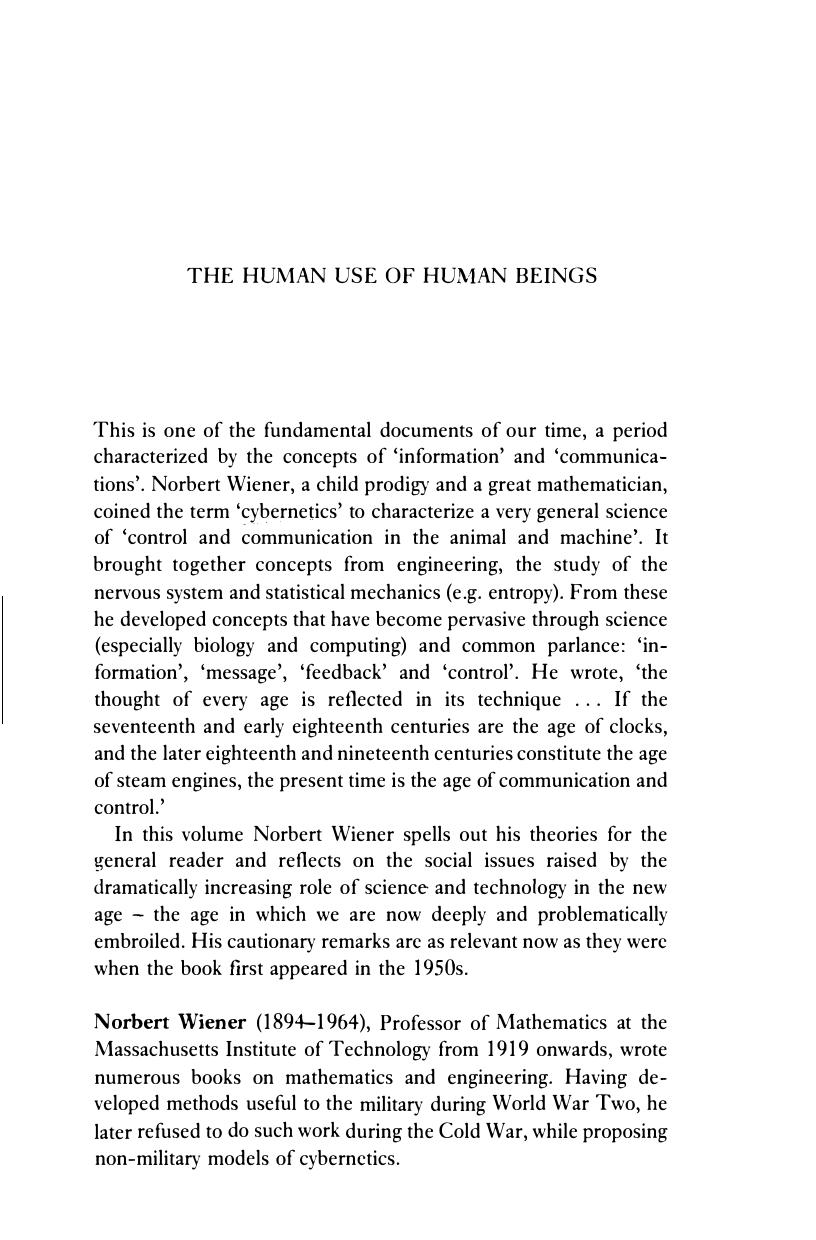 THE HUMAN USE OF HUMAN BEINGS
This is one of the fundamental documents of our time, a period
characterized by the concepts of ‘information’ and ‘communica-
tions’. Norbert Wiener, a child prodigy and a great mathematician,
coined the term ‘cybernetics’ to characterize a very general science
of ‘control and communication in the animal and machine’. It
brought together concepts from engineering, the study of the
nervous system and statistical mechanics (e.g. entropy). From these
he developed concepts that have become pervasive through science
(especially biology and computing) and common parlance: ‘in-
formation’, ‘message’, ‘feedback’ and ‘control’. He wrote, ‘the
thought of every age is reflected in its technique ... If the
seventeenth and early eighteenth centuries are the age of clocks,
and the later eighteenth and nineteenth centuries constitute the age
of steam engines, the present time is the age of communication and
control.’
In this volume Norbert Wiener spells out his theories for the
general reader and reflects on the social issues raised by the
dramatically increasing role of science and technology in the new
age – the age in which we are now deeply and problematically
embroiled. His cautionary remarks are as relevant now as they were
when the book first appeared in the 1950s.
Norbert Wiener (1894–1964), Professor of Mathematics at the
Massachusetts Institute of Technology from 1919 onwards, wrote
numerous books on mathematics and engineering. Having de-
veloped methods useful to the military during World War Two, he
later refused to do such work during the Cold War, while proposing
non-military models of cybernetics.